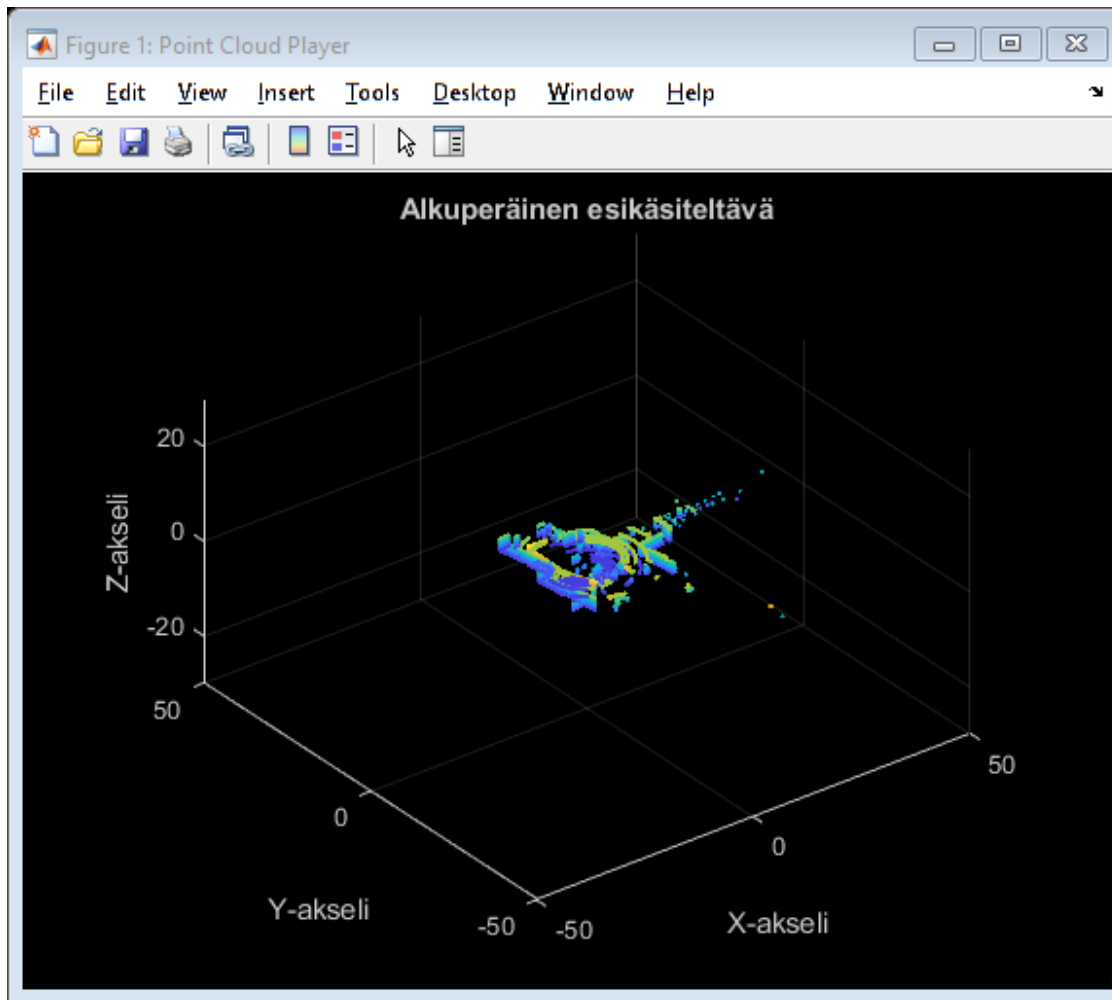 Figure 1: Point Cloud Player
File Edit View Insert Tools Desktop Window Help
Alkuperäinen esikäsiteltävä
20
0
-20
Z-akseli
50
0
-50
Y-akseli
-50
0
50
X-akseli